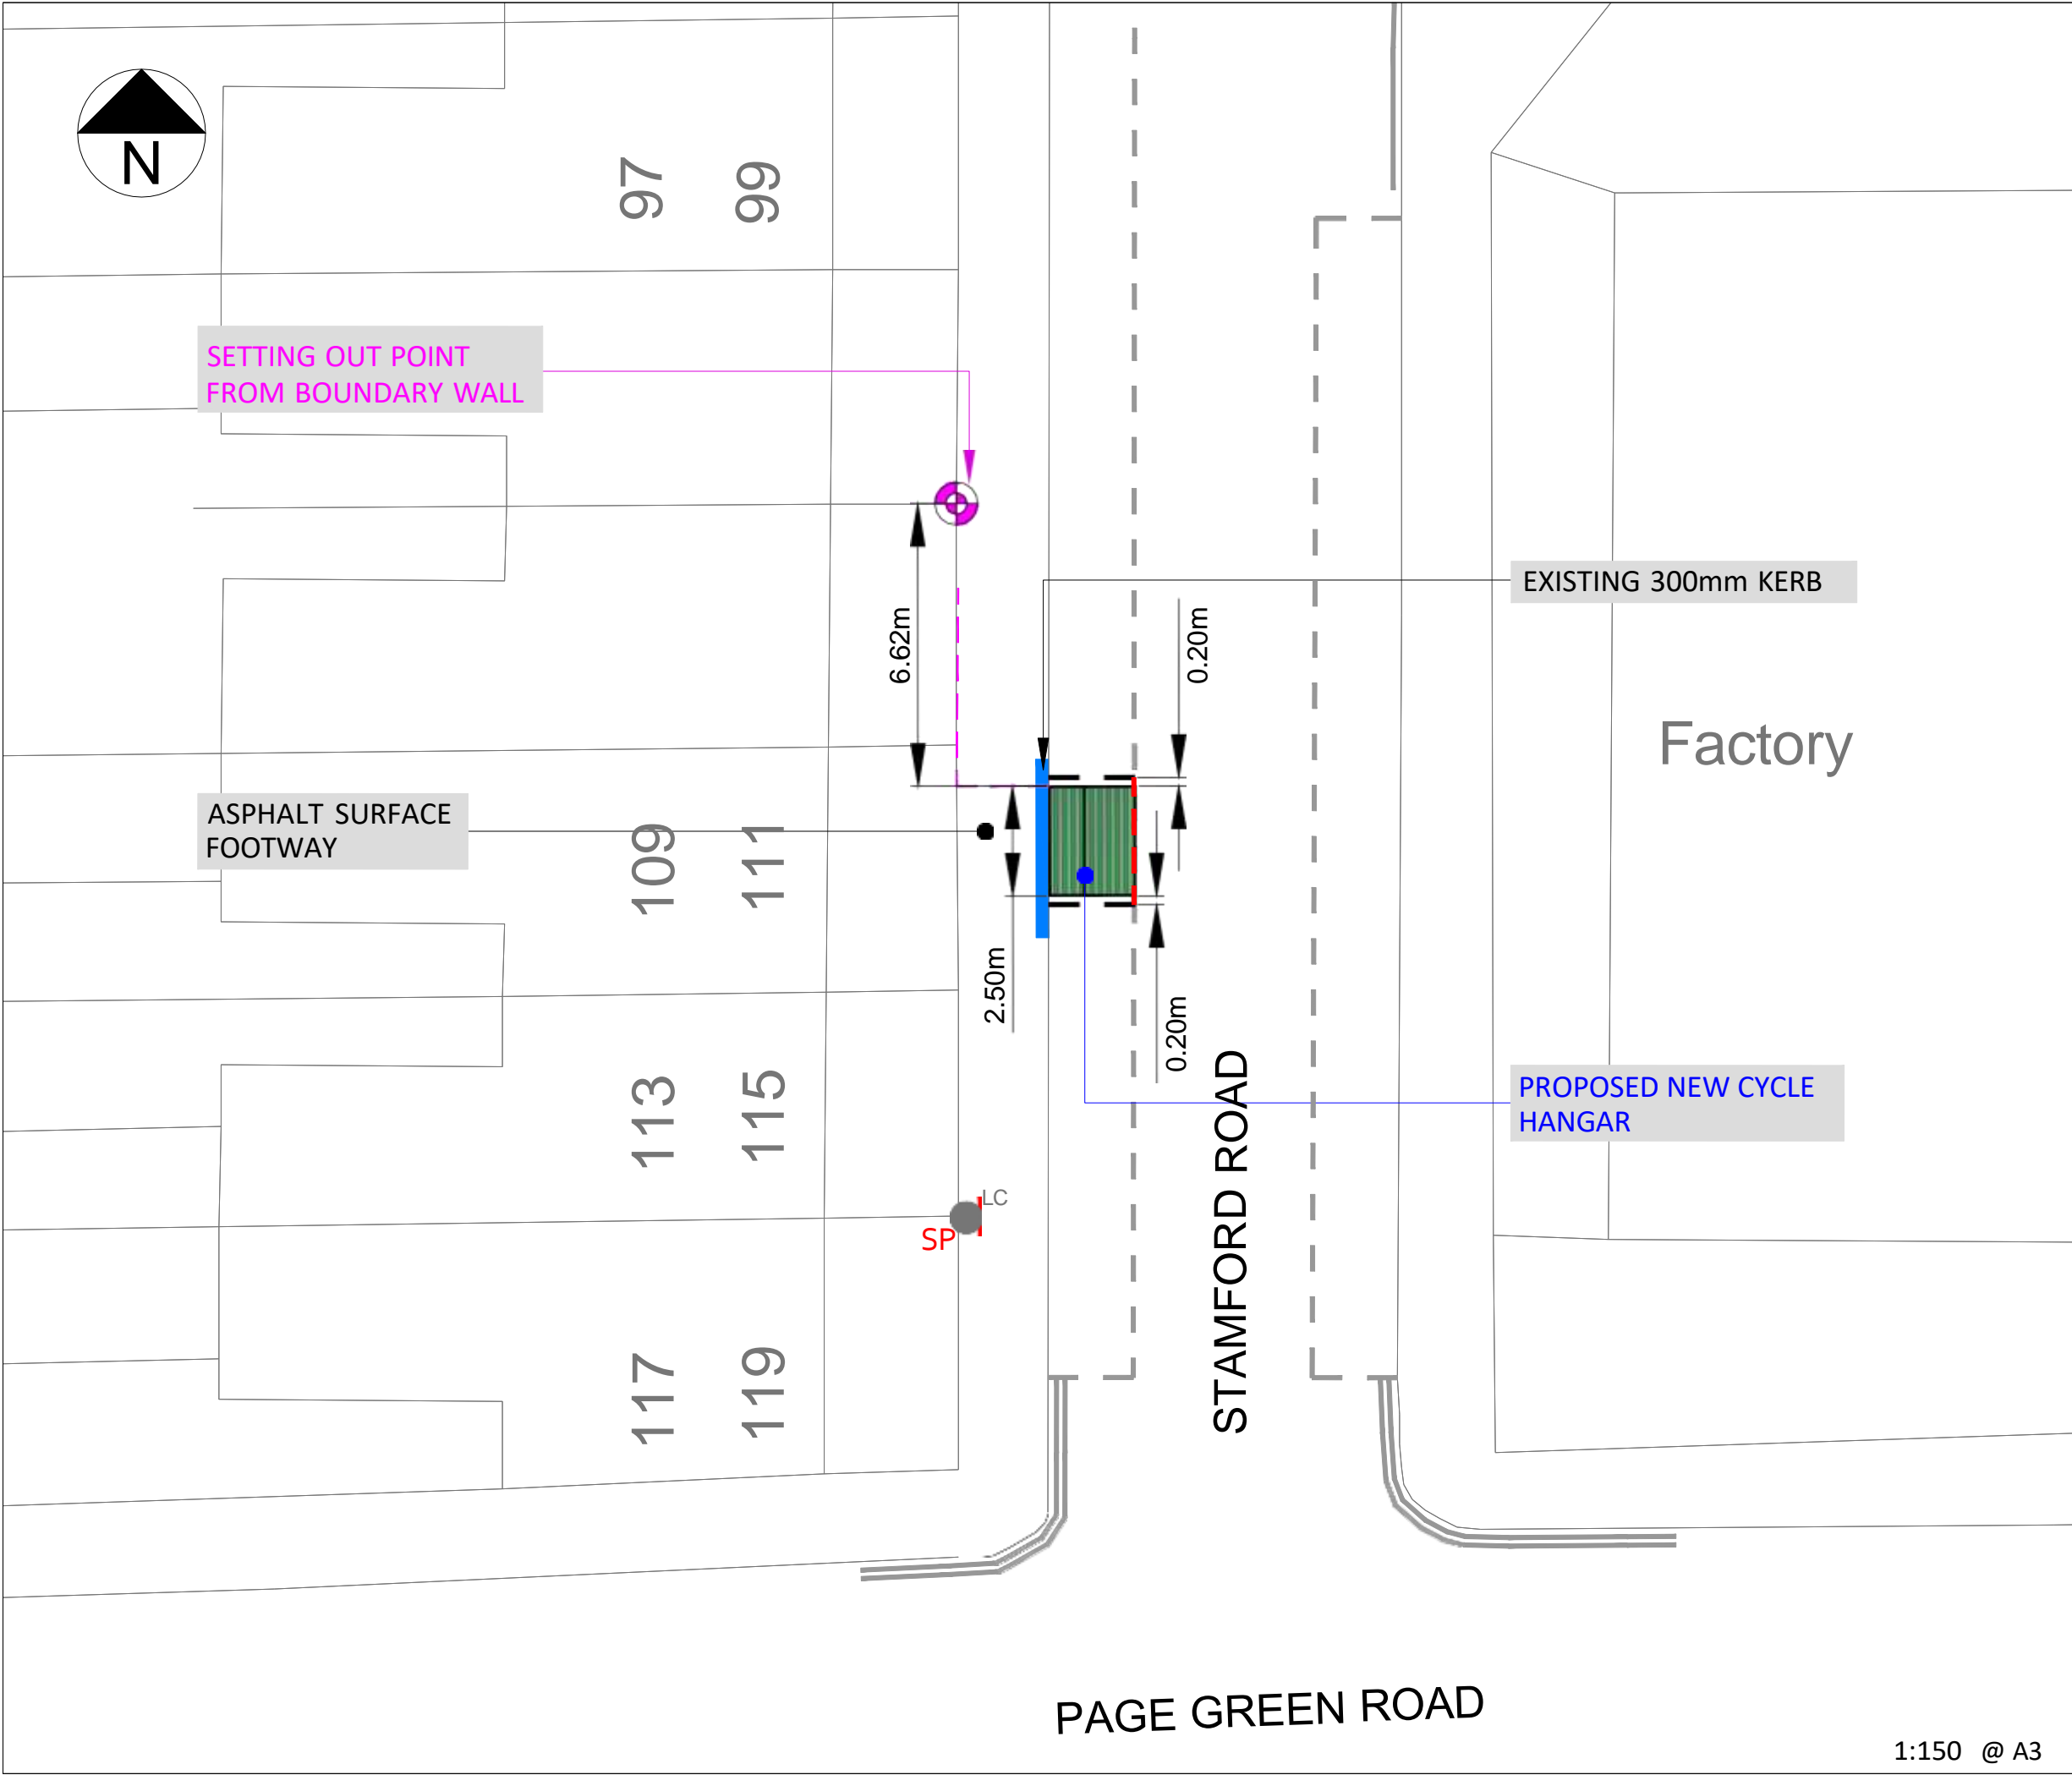 N
97
99
SETTING OUT POINT
FROM BOUNDARY WALL
EXISTING 300mm KERB
6.62m
0.20m
Factory
ASPHALT SURFACE
FOOTWAY
109
111
2.50m
0.20m
PROPOSED NEW CYCLE
HANGAR
113
115
LC
SP
STAMFORD ROAD
117
119
PAGE GREEN ROAD
1:150 @ A3